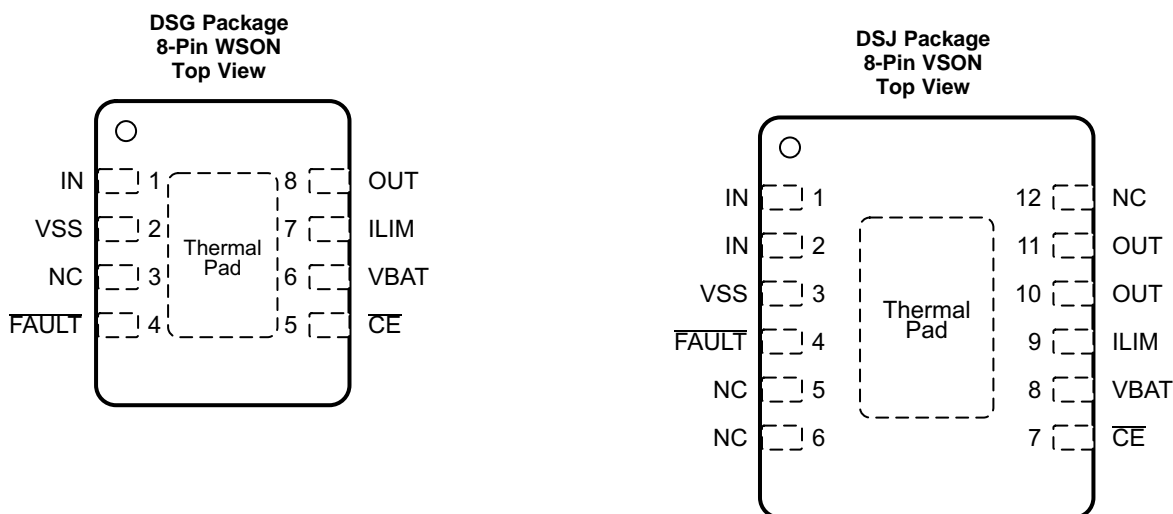 DSG Package
8-Pin WSON
Top View
IN 1 8 OUT
VSS 2 7 ILIM
NC 3 6 VBAT
FAULT 4 5 CE
Thermal
Pad
DSJ Package
8-Pin VSON
Top View
IN 1 12 NC
IN 2 11 OUT
VSS 3 10 OUT
FAULT 4 9 ILIM
NC 5 8 VBAT
NC 6 7 CE
Thermal
Pad